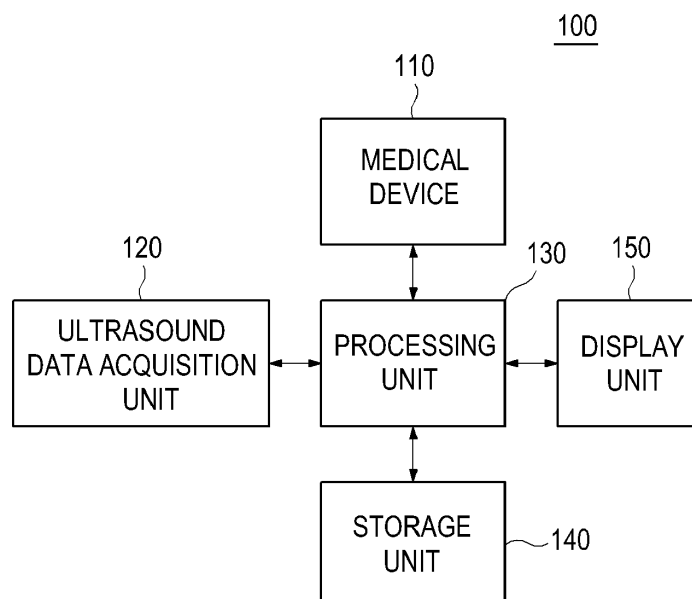 100
110
MEDICAL
DEVICE
120
130
150
ULTRASOUND
DATA ACQUISITION
UNIT
PROCESSING
UNIT
DISPLAY
UNIT
STORAGE
UNIT
140